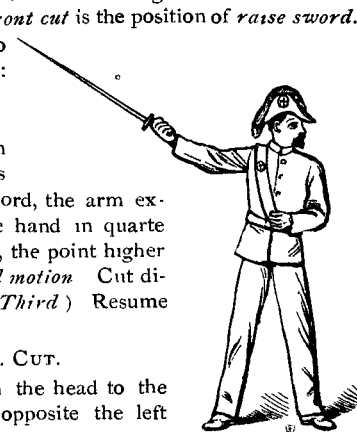 ont cut is the position of raise sword.
o
:
n
s
ord, the arm ex-
e hand in quarte
, the point higher
l motion Cut di-
Third ) Resume
. CUT.
n the head to the
opposite the left